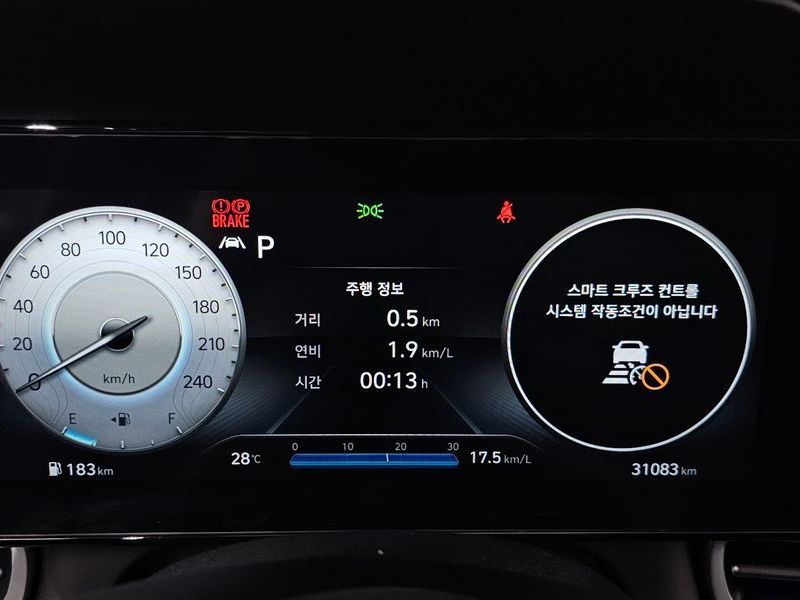 BRAKE
P
0
20
40
60
80
100
120
150
180
210
240
km/h
E
F
183 km
주행 정보
거리 0.5 km
연비 1.9 km/L
시간 00:13 h
28°C
0 10 20 30
17.5 km/L
스마트 크루즈 컨트롤
시스템 작동조건이 아닙니다
31083 km